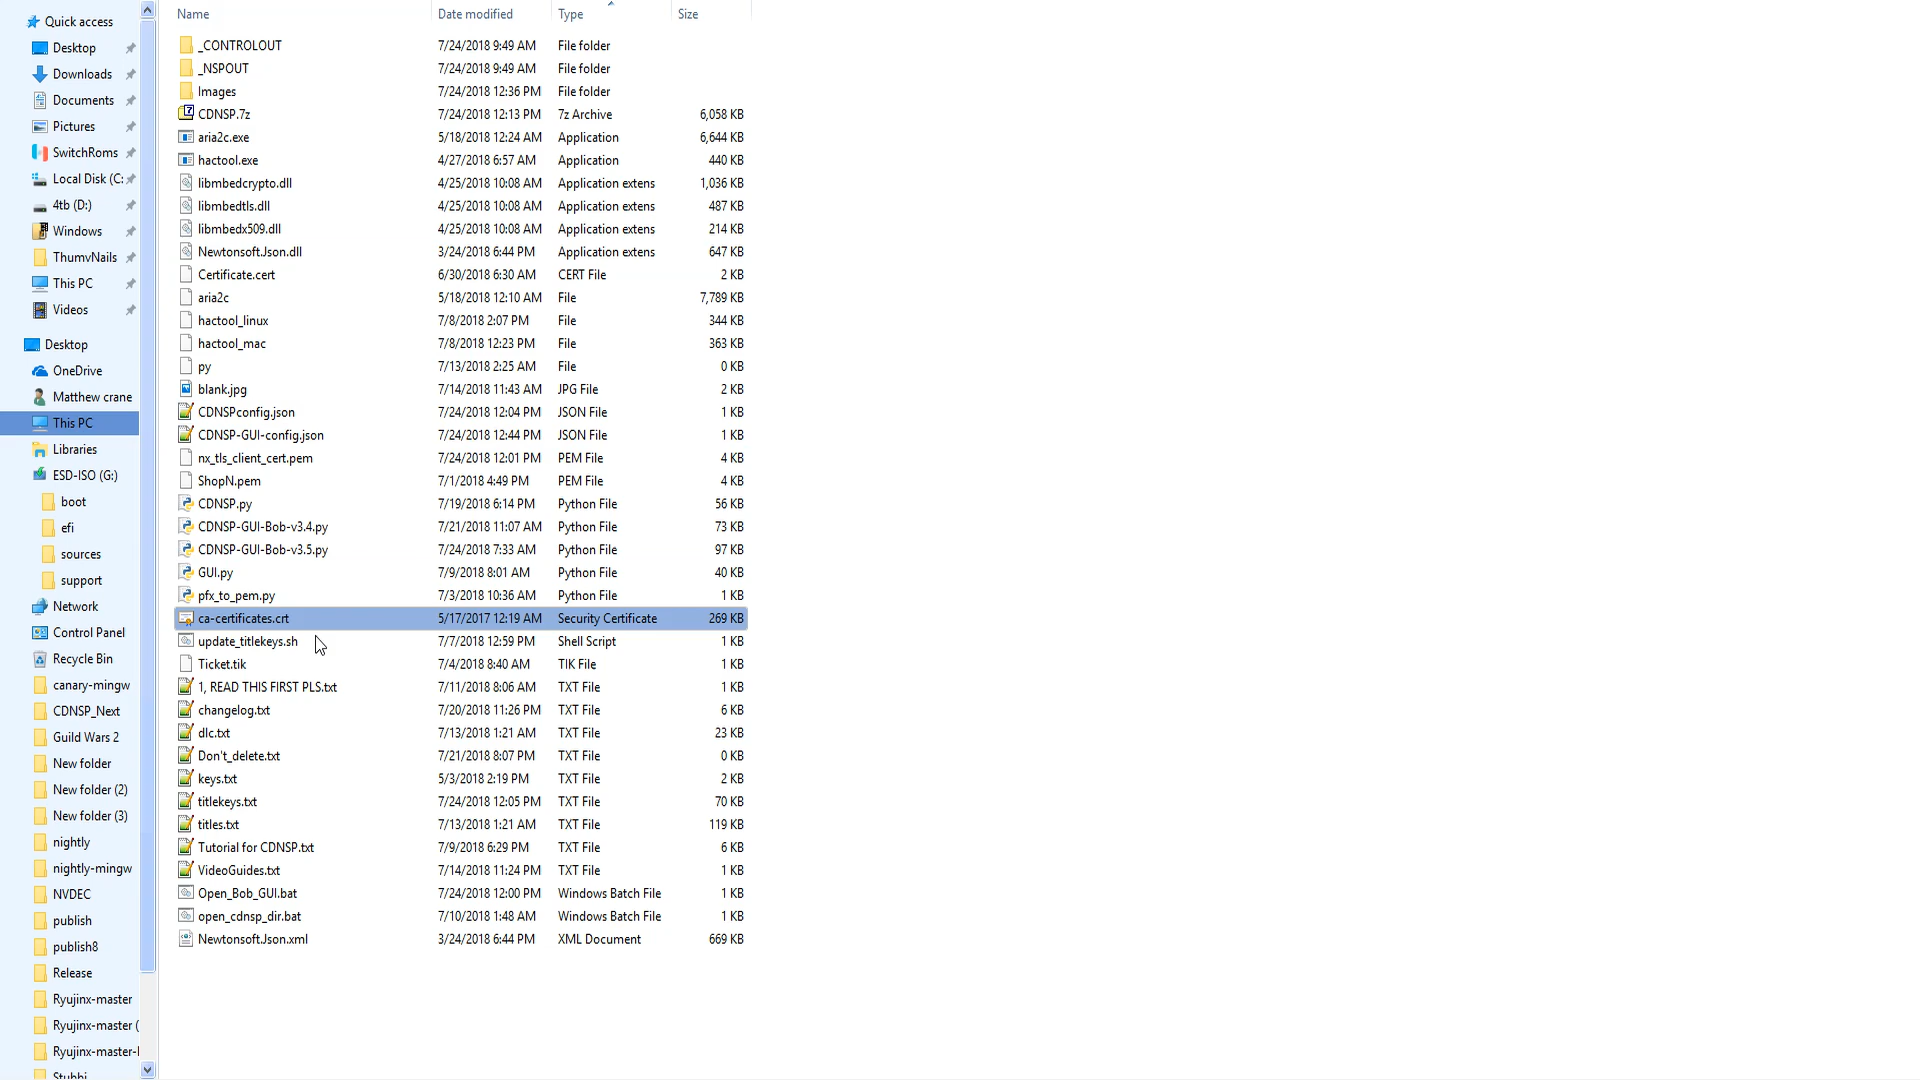 Quick access
Desktop
Downloads
Documents
Pictures
SwitchRoms
Local Disk (C:
4tb (D:)
Windows
ThumvNails
This PC
Videos
Desktop
OneDrive
Matthew crane
This PC
Libraries
ESD-ISO (G:)
boot
efi
sources
support
Network
Control Panel
Recycle Bin
canary-mingw
CDNSP_Next
Guild Wars 2
New folder
New folder (2)
New folder (3)
nightly
nightly-mingw
NVDEC
publish
publish8
Release
Ryujinx-master
Ryujinx-master (
Ryujinx-master-
Stubbi
Name Date modified Type Size
_CONTROLOUT 7/24/2018 9:49 AM File folder
_NSPOUT 7/24/2018 9:49 AM File folder
Images 7/24/2018 12:36 PM File folder
CDNSP.7z 7/24/2018 12:13 PM 7z Archive 6,058 KB
aria2c.exe 5/18/2018 12:24 AM Application 6,644 KB
hactool.exe 4/27/2018 6:57 AM Application 440 KB
libmbedcrypto.dll 4/25/2018 10:08 AM Application extens 1,036 KB
libmbedtls.dll 4/25/2018 10:08 AM Application extens 487 KB
libmbedx509.dll 4/25/2018 10:08 AM Application extens 214 KB
Newtonsoft.Json.dll 3/24/2018 6:44 PM Application extens 647 KB
Certificate.cert 6/30/2018 6:30 AM CERT File 2 KB
aria2c 5/18/2018 12:10 AM File 7,789 KB
hactool_linux 7/8/2018 2:07 PM File 344 KB
hactool_mac 7/8/2018 12:23 PM File 363 KB
py 7/13/2018 2:25 AM File 0 KB
blank.jpg 7/14/2018 11:43 AM JPG File 2 KB
CDNSPconfig.json 7/24/2018 12:04 PM JSON File 1 KB
CDNSP-GUI-config.json 7/24/2018 12:44 PM JSON File 1 KB
nx_tls_client_cert.pem 7/24/2018 12:01 PM PEM File 4 KB
ShopN.pem 7/1/2018 4:49 PM PEM File 4 KB
CDNSP.py 7/19/2018 6:14 PM Python File 56 KB
CDNSP-GUI-Bob-v3.4.py 7/21/2018 11:07 AM Python File 73 KB
CDNSP-GUI-Bob-v3.5.py 7/24/2018 7:33 AM Python File 97 KB
GUI.py 7/9/2018 8:01 AM Python File 40 KB
pfx_to_pem.py 7/3/2018 10:36 AM Python File 1 KB
ca-certificates.crt 5/17/2017 12:19 AM Security Certificate 269 KB
update_titlekeys.sh 7/7/2018 12:59 PM Shell Script 1 KB
Ticket.tik 7/4/2018 8:40 AM TIK File 1 KB
1, READ THIS FIRST PLS.txt 7/11/2018 8:06 AM TXT File 1 KB
changelog.txt 7/20/2018 11:26 PM TXT File 6 KB
dlc.txt 7/13/2018 1:21 AM TXT File 23 KB
Don't_delete.txt 7/21/2018 8:07 PM TXT File 0 KB
keys.txt 5/3/2018 2:19 PM TXT File 2 KB
titlekeys.txt 7/24/2018 12:05 PM TXT File 70 KB
titles.txt 7/13/2018 1:21 AM TXT File 119 KB
Tutorial for CDNSP.txt 7/9/2018 6:29 PM TXT File 6 KB
VideoGuides.txt 7/14/2018 11:24 PM TXT File 1 KB
Open_Bob_GUI.bat 7/24/2018 12:00 PM Windows Batch File 1 KB
open_cdnsp_dir.bat 7/10/2018 1:48 AM Windows Batch File 1 KB
Newtonsoft.Json.xml 3/24/2018 6:44 PM XML Document 669 KB